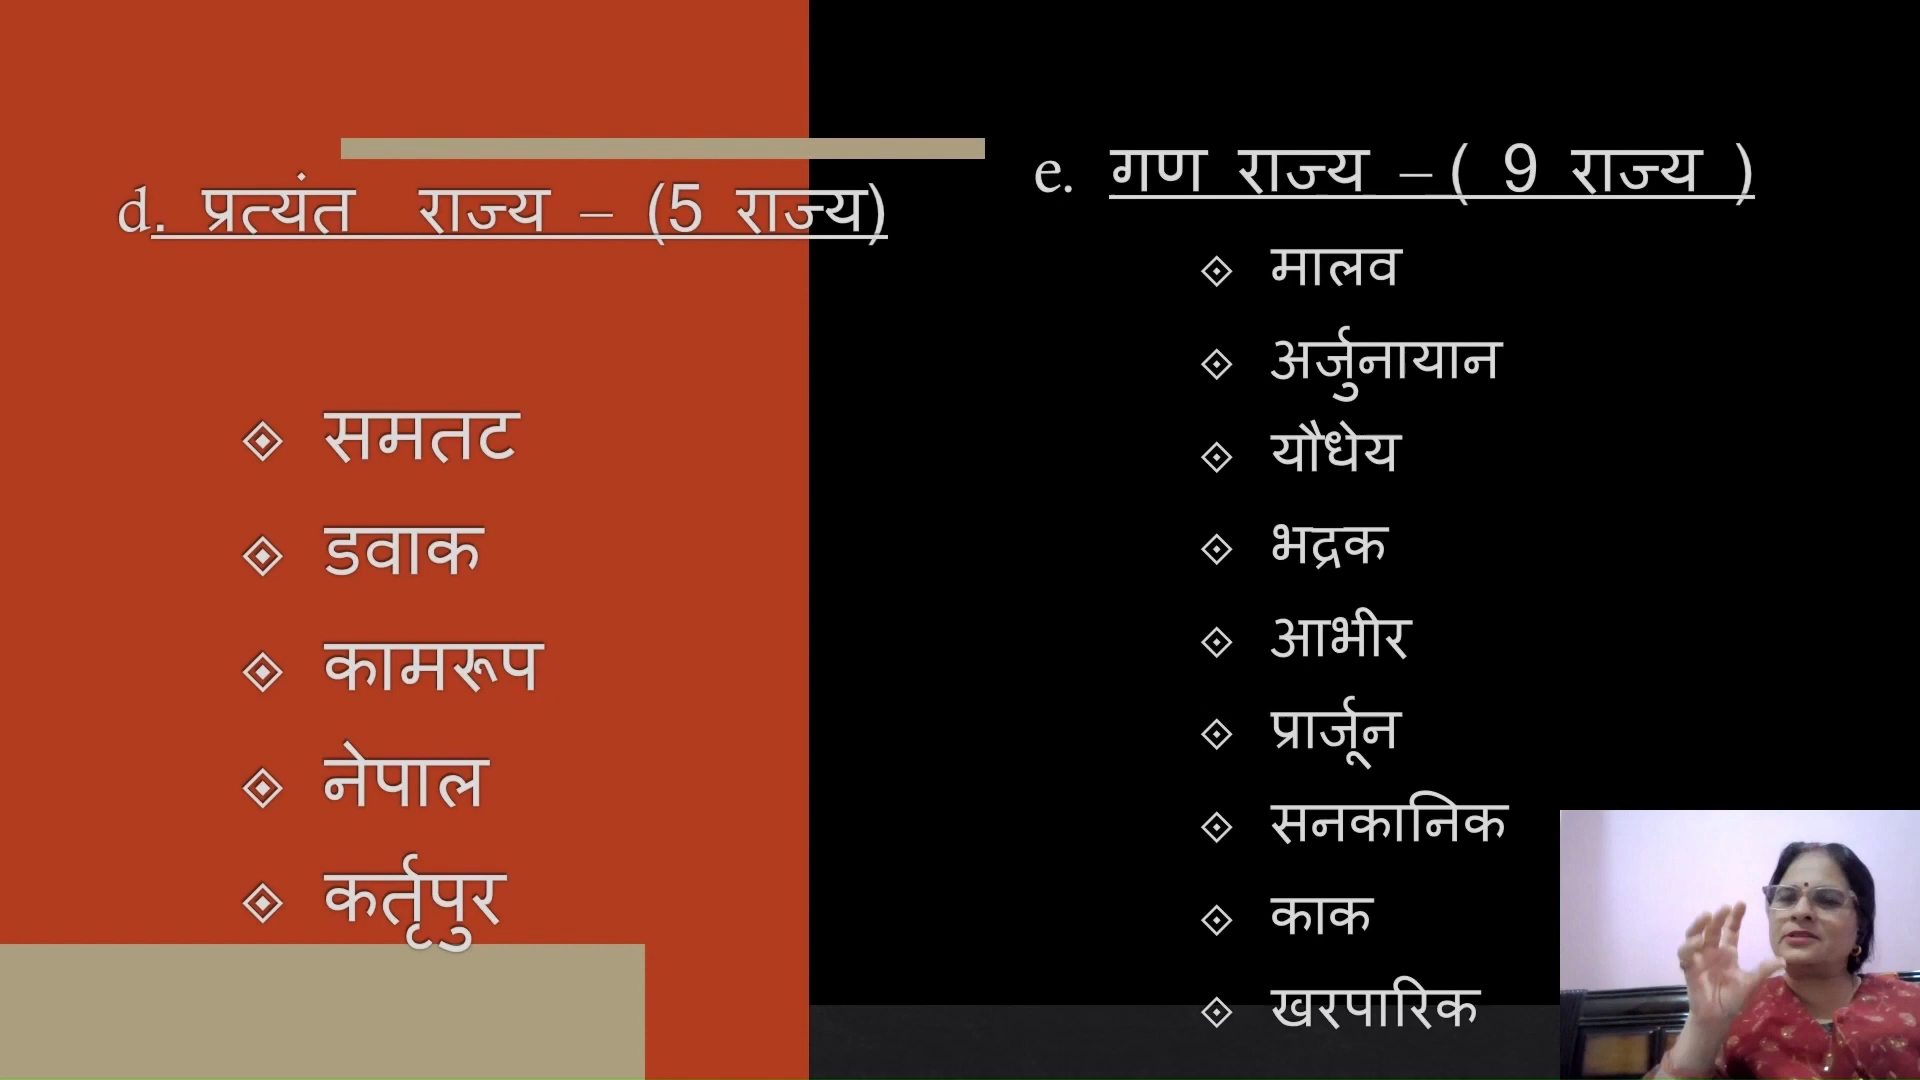 d. प्रत्यंत राज्य – (5 राज्य)
समतट
डवाक
कामरूप
नेपाल
कर्तृपुर
e. गण राज्य – ( 9 राज्य )
मालव
अर्जुनायान
यौधेय
भद्रक
आभीर
प्रार्जून
सनकानिक
काक
खरपारिक